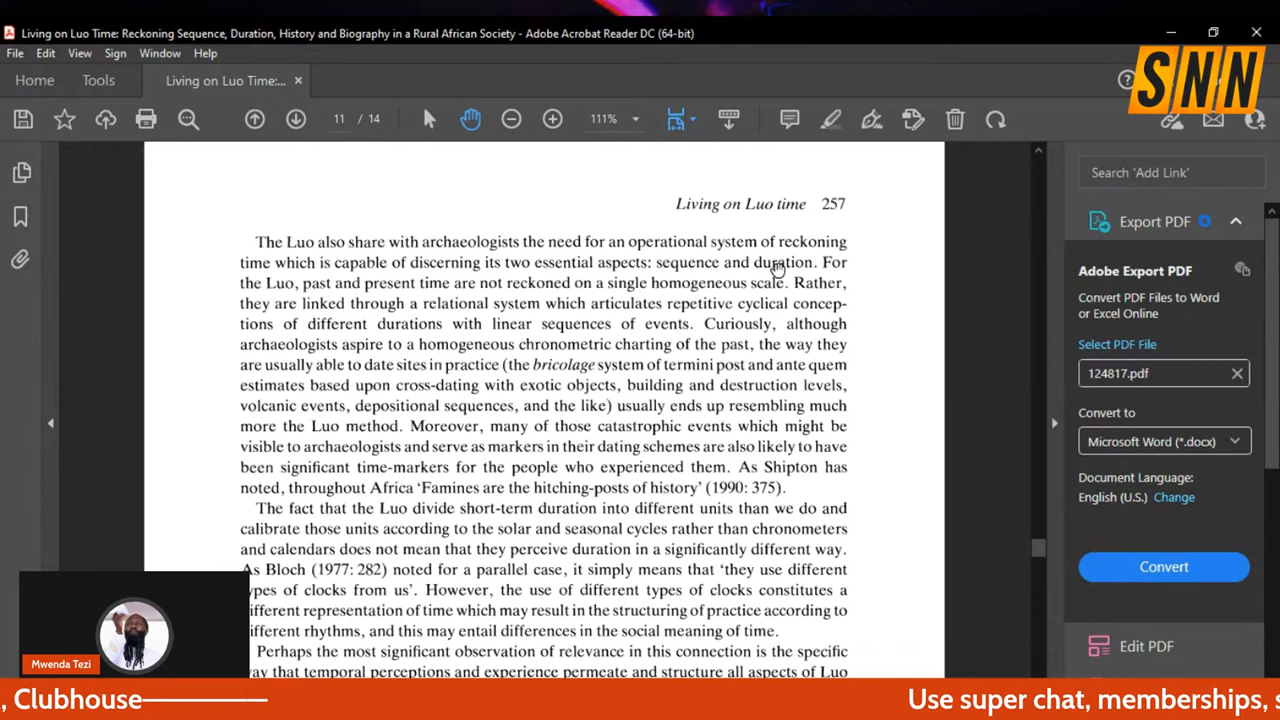 Living on Luo Time: Reckoning Sequence, Duration, History and Biography in a Rural African Society - Adobe Acrobat Reader DC (64-bit)
File Edit View Sign Window Help
Home Tools Living on Luo Time:...
SNN
11 / 14 111%
Search 'Add Link'
Living on Luo time 257
The Luo also share with archaeologists the need for an operational system of reckoning
time which is capable of discerning its two essential aspects: sequence and duration. For
the Luo, past and present time are not reckoned on a single homogeneous scale. Rather,
they are linked through a relational system which articulates repetitive cyclical concep-
tions of different durations with linear sequences of events. Curiously, although
archaeologists aspire to a homogeneous chronometric charting of the past, the way they
are usually able to date sites in practice (the bricolage system of termini post and ante quem
estimates based upon cross-dating with exotic objects, building and destruction levels,
volcanic events, depositional sequences, and the like) usually ends up resembling much
more the Luo method. Moreover, many of those catastrophic events which might be
visible to archaeologists and serve as markers in their dating schemes are also likely to have
been significant time-markers for the people who experienced them. As Shipton has
noted, throughout Africa 'Famines are the hitching-posts of history' (1990: 375).
The fact that the Luo divide short-term duration into different units than we do and
calibrate those units according to the solar and seasonal cycles rather than chronometers
and calendars does not mean that they perceive duration in a significantly different way.
As Bloch (1977: 282) noted for a parallel case, it simply means that 'they use different
ypes of clocks from us'. However, the use of different types of clocks constitutes a
ifferent representation of time which may result in the structuring of practice according to
ifferent rhythms, and this may entail differences in the social meaning of time.
Perhaps the most significant observation of relevance in this connection is the specific
ay that temporal perceptions and experience permeate and structure all aspects of Luo
Export PDF
Adobe Export PDF
Convert PDF Files to Word
or Excel Online
Select PDF File
124817.pdf
Convert to
Microsoft Word (*.docx)
Document Language:
English (U.S.) Change
Convert
Edit PDF
Mwenda Tezi
, Clubhouse
Use super chat, memberships, s